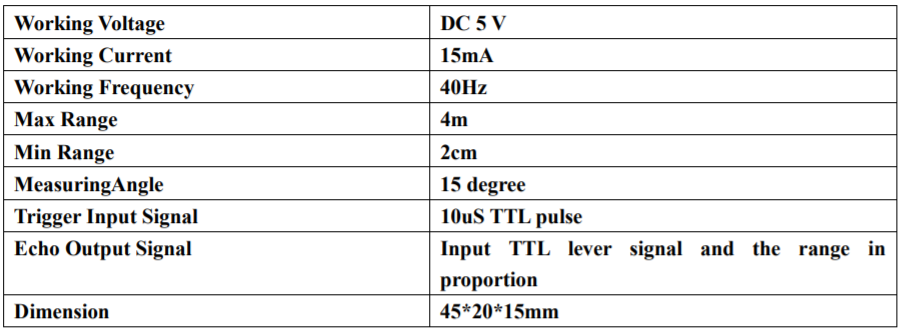 Working Voltage DC 5 V
Working Current 15mA
Working Frequency 40Hz
Max Range 4m
Min Range 2cm
MeasuringAngle 15 degree
Trigger Input Signal 10uS TTL pulse
Echo Output Signal Input TTL lever signal and the range in
proportion
Dimension 45*20*15mm